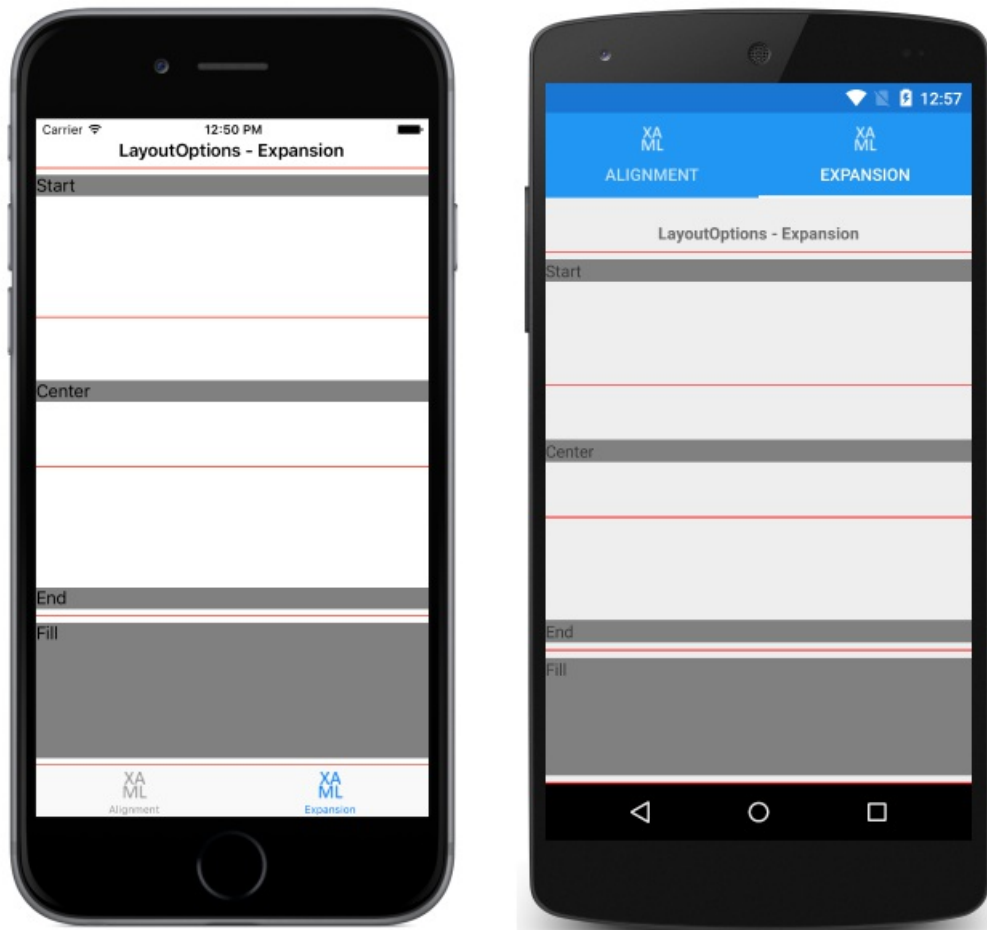 Carrier 12:50 PM
LayoutOptions - Expansion
Start
Center
End
Fill
XA
ML
Alignment
XA
ML
Expansion
12:57
XA
ML
ALIGNMENT
XA
ML
EXPANSION
LayoutOptions - Expansion
Start
Center
End
Fill